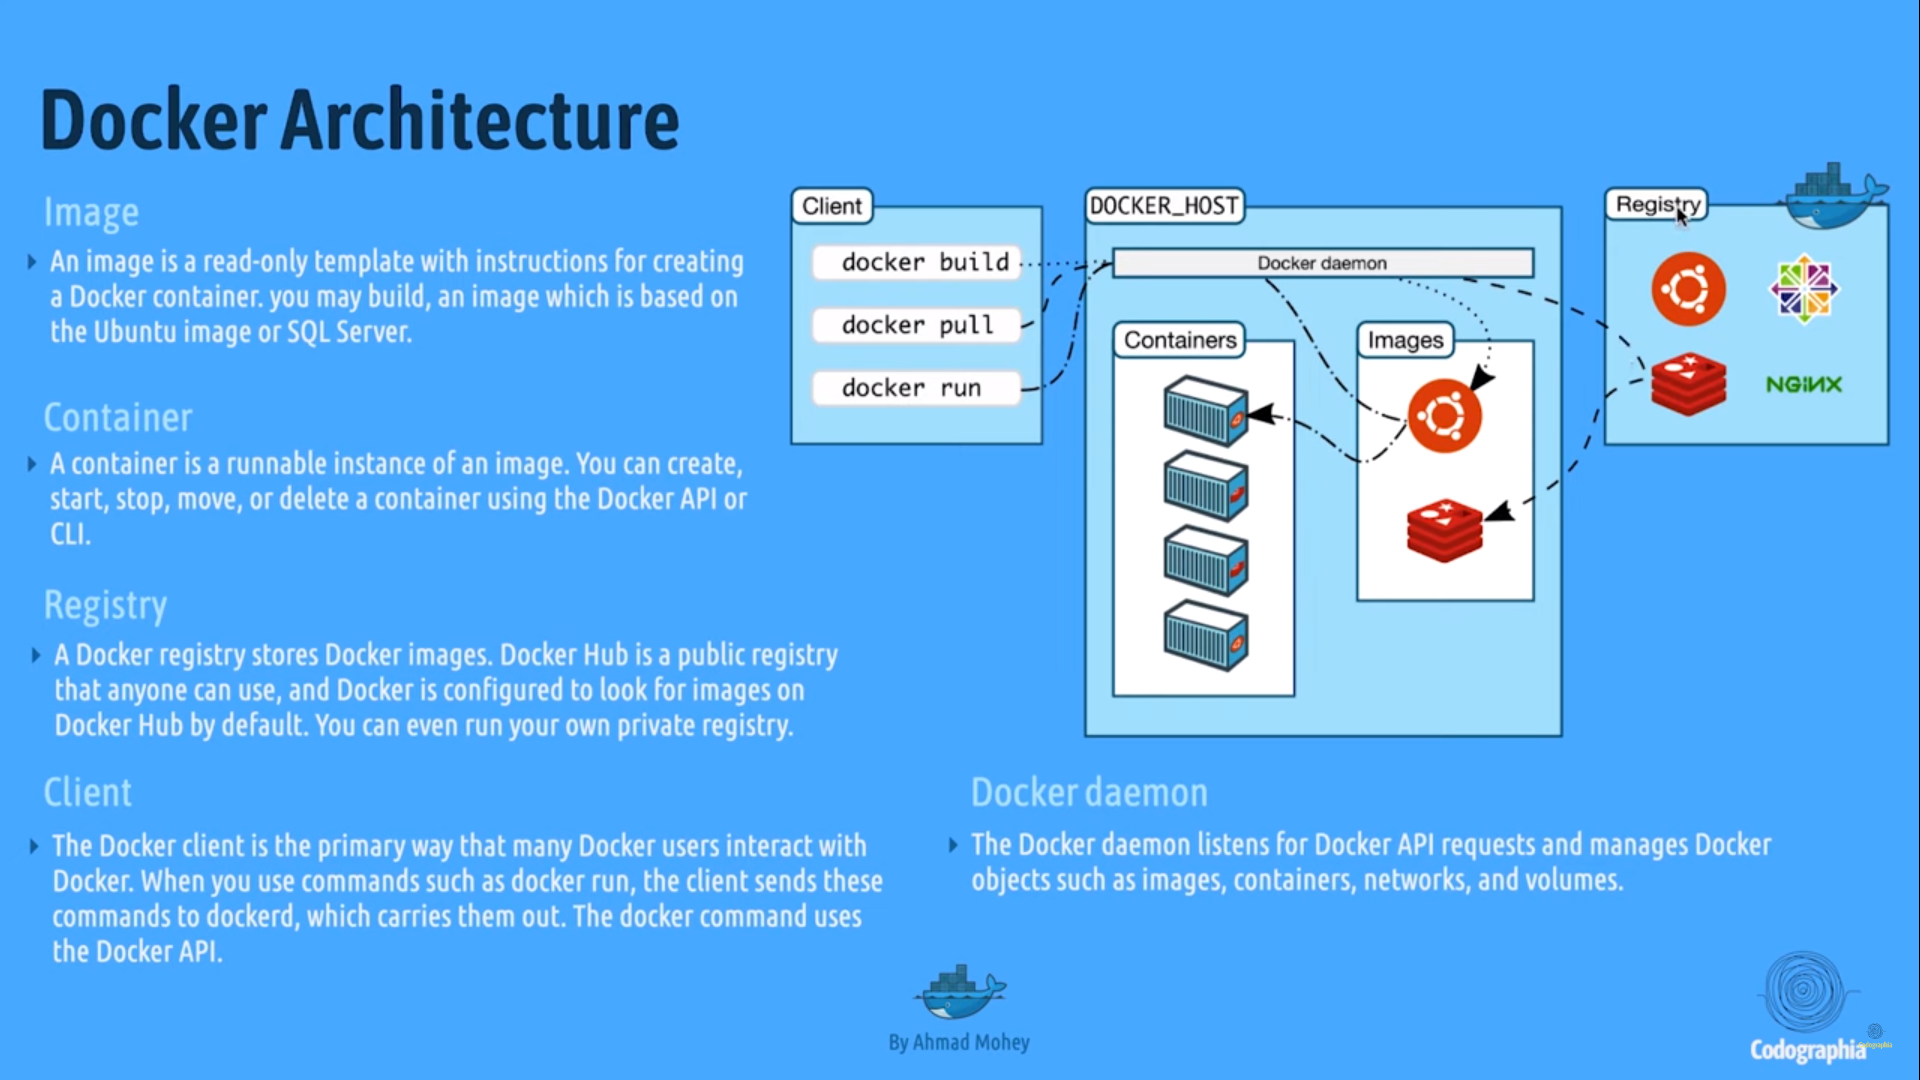 Docker Architecture
Image
An image is a read-only template with instructions for creating
a Docker container. you may build, an image which is based on
the Ubuntu image or SQL Server.
Container
A container is a runnable instance of an image. You can create,
start, stop, move, or delete a container using the Docker API or
CLI.
Registry
A Docker registry stores Docker images. Docker Hub is a public registry
that anyone can use, and Docker is configured to look for images on
Docker Hub by default. You can even run your own private registry.
Client
The Docker client is the primary way that many Docker users interact with
Docker. When you use commands such as docker run, the client sends these
commands to dockerd, which carries them out. The docker command uses
the Docker API.
Client
docker build
docker pull
docker run
DOCKER_HOST
Docker daemon
Containers
Images
Registry
NGINX
Docker daemon
The Docker daemon listens for Docker API requests and manages Docker
objects such as images, containers, networks, and volumes.
By Ahmad Mohey
Codographia
Codographia